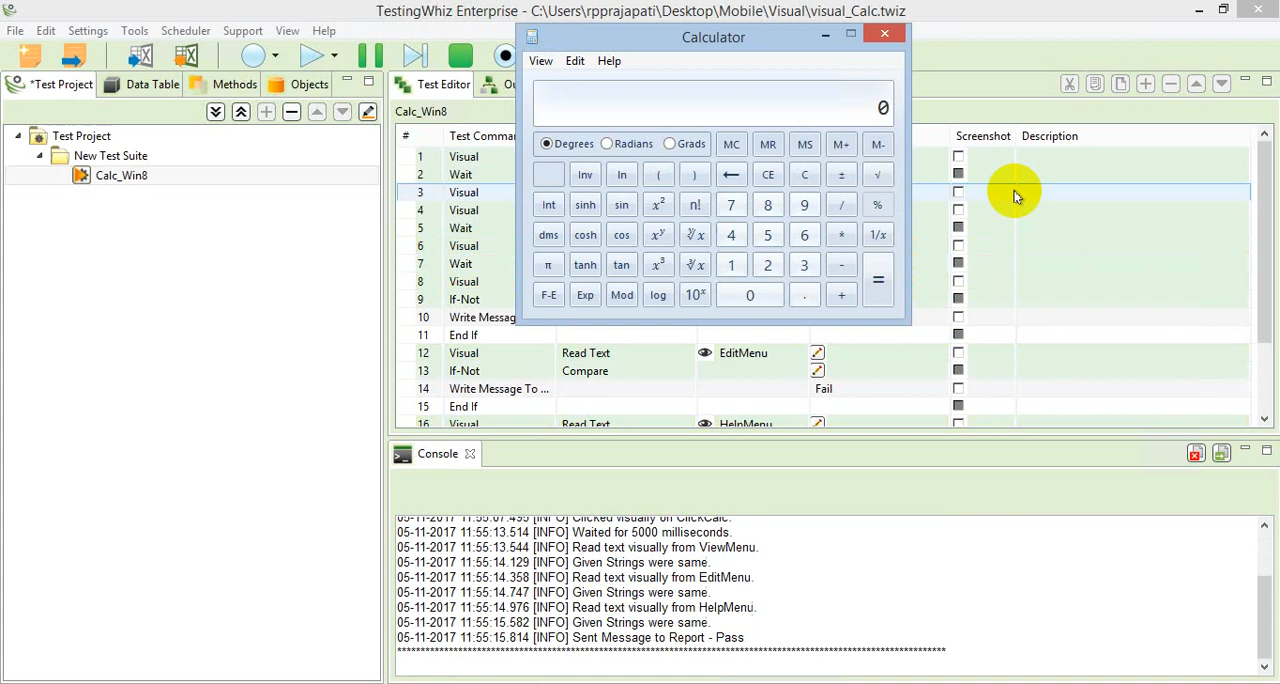 TestingWhiz Enterprise - C:\Users\rpprajapati\Desktop\Mobile\Visual\visual_Calc.twiz
File Edit Settings Tools Scheduler Support View Help
*Test Project Data Table Methods Objects
Test Project
New Test Suite
Calc_Win8
Test Editor
Calc_Win8
# Test Comman Screenshot Description
1 Visual
2 Wait
3 Visual
4 Visual
5 Wait
6 Visual
7 Wait
8 Visual
9 If-Not
10 Write Messag
11 End If
12 Visual Read Text EditMenu
13 If-Not Compare
14 Write Message To ... Fail
15 End If
16 Visual Read Text HelpMenu
Calculator
View Edit Help
0
Degrees Radians Grads MC MR MS M+ M-
Inv ln ( ) ← CE C ± √
Int sinh sin x² n! 7 8 9 / %
dms cosh cos xʸ ʸ√x 4 5 6 * 1/x
π tanh tan x³ ³√x 1 2 3 - =
F-E Exp Mod log 10ˣ 0 . +
Console
05-11-2017 11:55:07.495 [INFO] Clicked visually on ClickCalc.
05-11-2017 11:55:13.514 [INFO] Waited for 5000 milliseconds.
05-11-2017 11:55:13.544 [INFO] Read text visually from ViewMenu.
05-11-2017 11:55:14.129 [INFO] Given Strings were same.
05-11-2017 11:55:14.358 [INFO] Read text visually from EditMenu.
05-11-2017 11:55:14.747 [INFO] Given Strings were same.
05-11-2017 11:55:14.976 [INFO] Read text visually from HelpMenu.
05-11-2017 11:55:15.582 [INFO] Given Strings were same.
05-11-2017 11:55:15.814 [INFO] Sent Message to Report - Pass